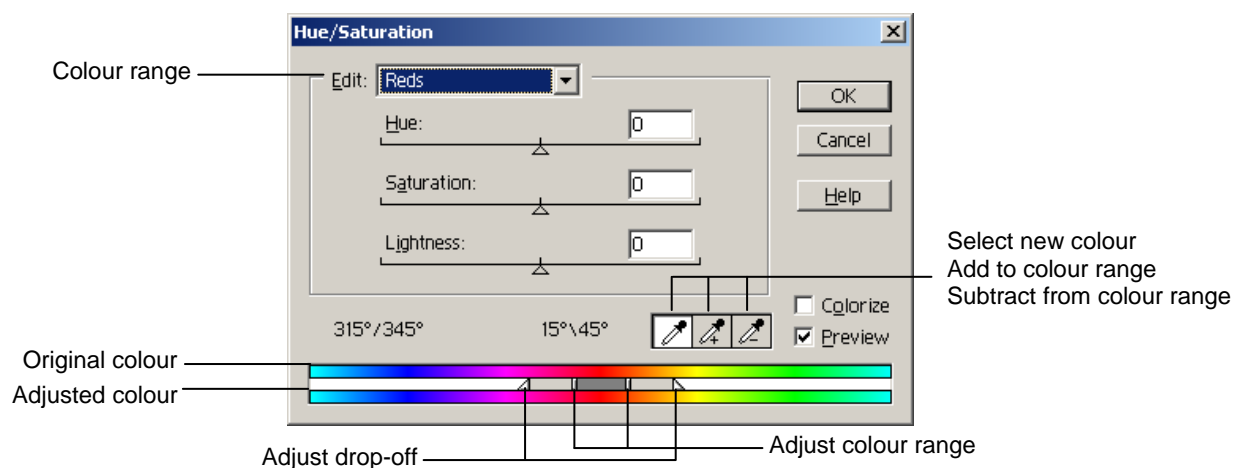 Hue/Saturation
Colour range
Edit: Reds
OK
Hue: 0
Cancel
Saturation: 0
Help
Lightness: 0
Select new colour
Add to colour range
Subtract from colour range
Colorize
315°/345° 15°\45°
Preview
Original colour
Adjusted colour
Adjust drop-off
Adjust colour range